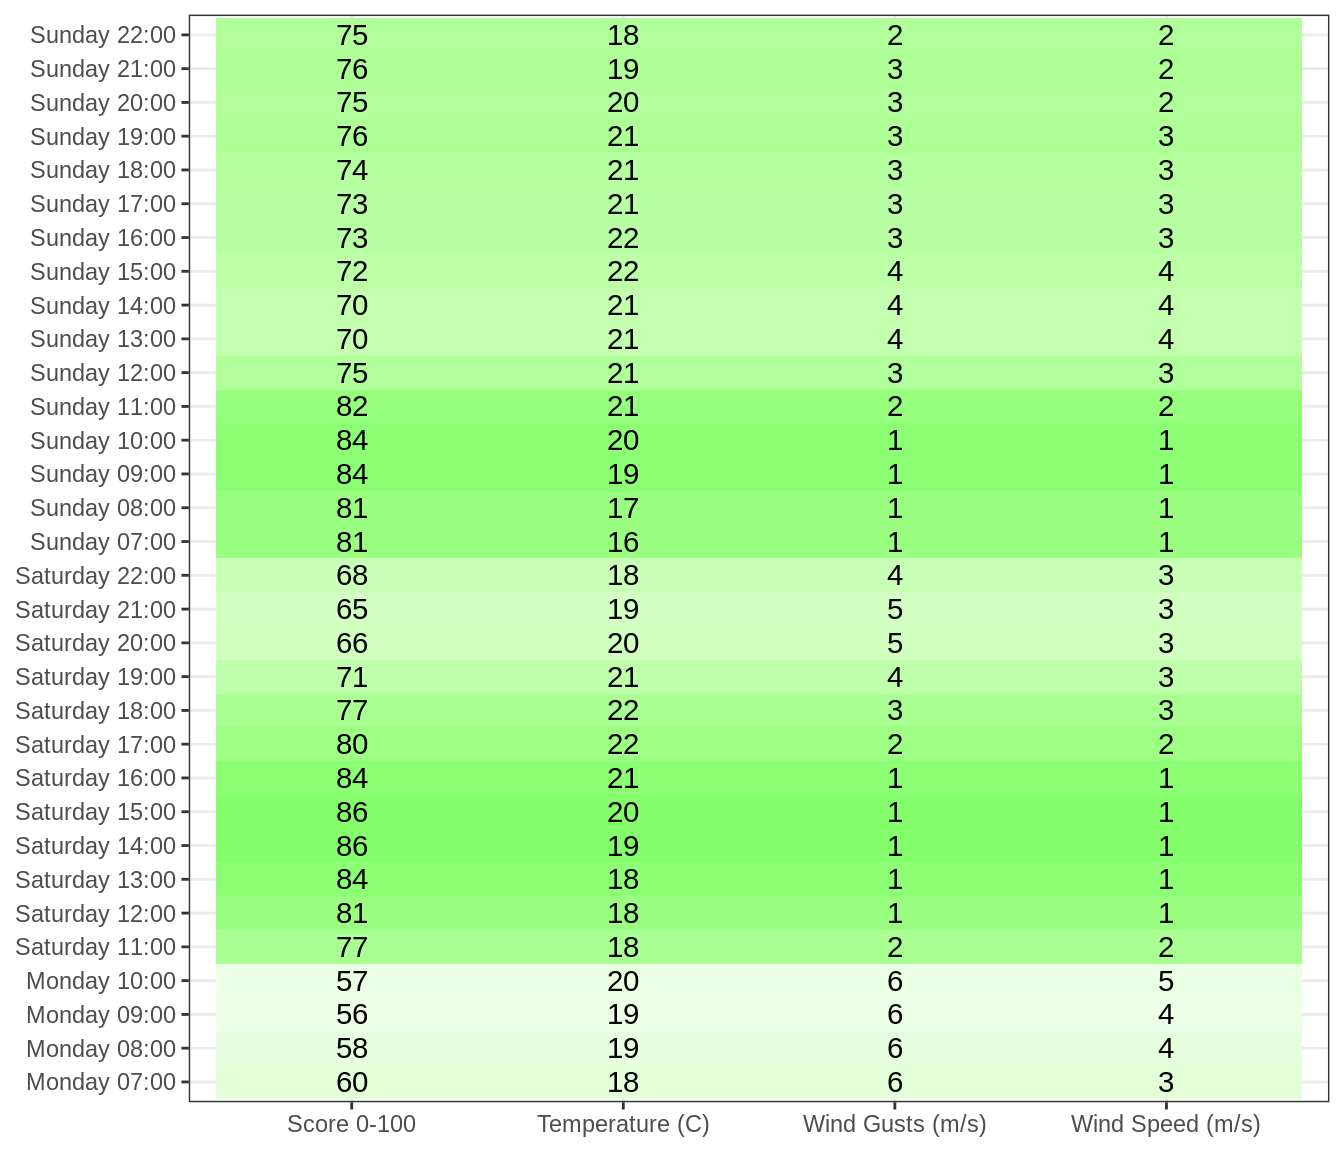 Sunday 22:00 75 18 2 2
Sunday 21:00 76 19 3 2
Sunday 20:00 75 20 3 2
Sunday 19:00 76 21 3 3
Sunday 18:00 74 21 3 3
Sunday 17:00 73 21 3 3
Sunday 16:00 73 22 3 3
Sunday 15:00 72 22 4 4
Sunday 14:00 70 21 4 4
Sunday 13:00 70 21 4 4
Sunday 12:00 75 21 3 3
Sunday 11:00 82 21 2 2
Sunday 10:00 84 20 1 1
Sunday 09:00 84 19 1 1
Sunday 08:00 81 17 1 1
Sunday 07:00 81 16 1 1
Saturday 22:00 68 18 4 3
Saturday 21:00 65 19 5 3
Saturday 20:00 66 20 5 3
Saturday 19:00 71 21 4 3
Saturday 18:00 77 22 3 3
Saturday 17:00 80 22 2 2
Saturday 16:00 84 21 1 1
Saturday 15:00 86 20 1 1
Saturday 14:00 86 19 1 1
Saturday 13:00 84 18 1 1
Saturday 12:00 81 18 1 1
Saturday 11:00 77 18 2 2
Monday 10:00 57 20 6 5
Monday 09:00 56 19 6 4
Monday 08:00 58 19 6 4
Monday 07:00 60 18 6 3
Score 0-100 Temperature (C) Wind Gusts (m/s) Wind Speed (m/s)